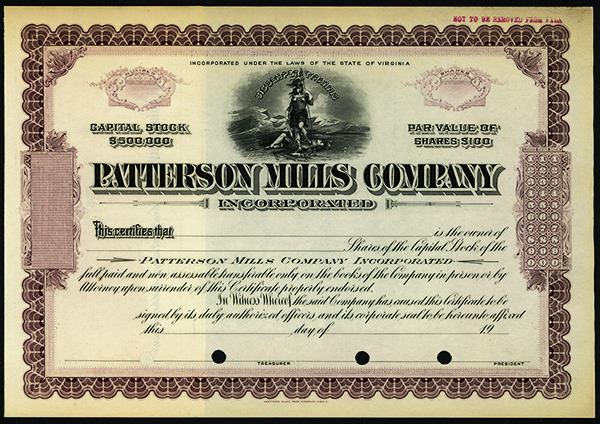 NOT TO BE REMOVED FROM FILE
INCORPORATED UNDER THE LAWS OF THE STATE OF VIRGINIA
NUMBER
SHARES
SIC SEMPER TYRANNIS
CAPITAL STOCK
$500,000
PAR VALUE OF
SHARES $100
PATTERSON MILLS COMPANY
INCORPORATED
This certifies that is the owner of
Shares of the Capital Stock of the
PATTERSON MILLS COMPANY INCORPORATED
full paid and non assessable transferable only on the books of the Company in person or by
Attorney upon surrender of this Certificate properly endorsed.
In Witness Whereof, the said Company has caused this Certificate to be
signed by its duly authorized officers and its corporate seal to be hereunto affixed
this day of 19
TREASURER PRESIDENT